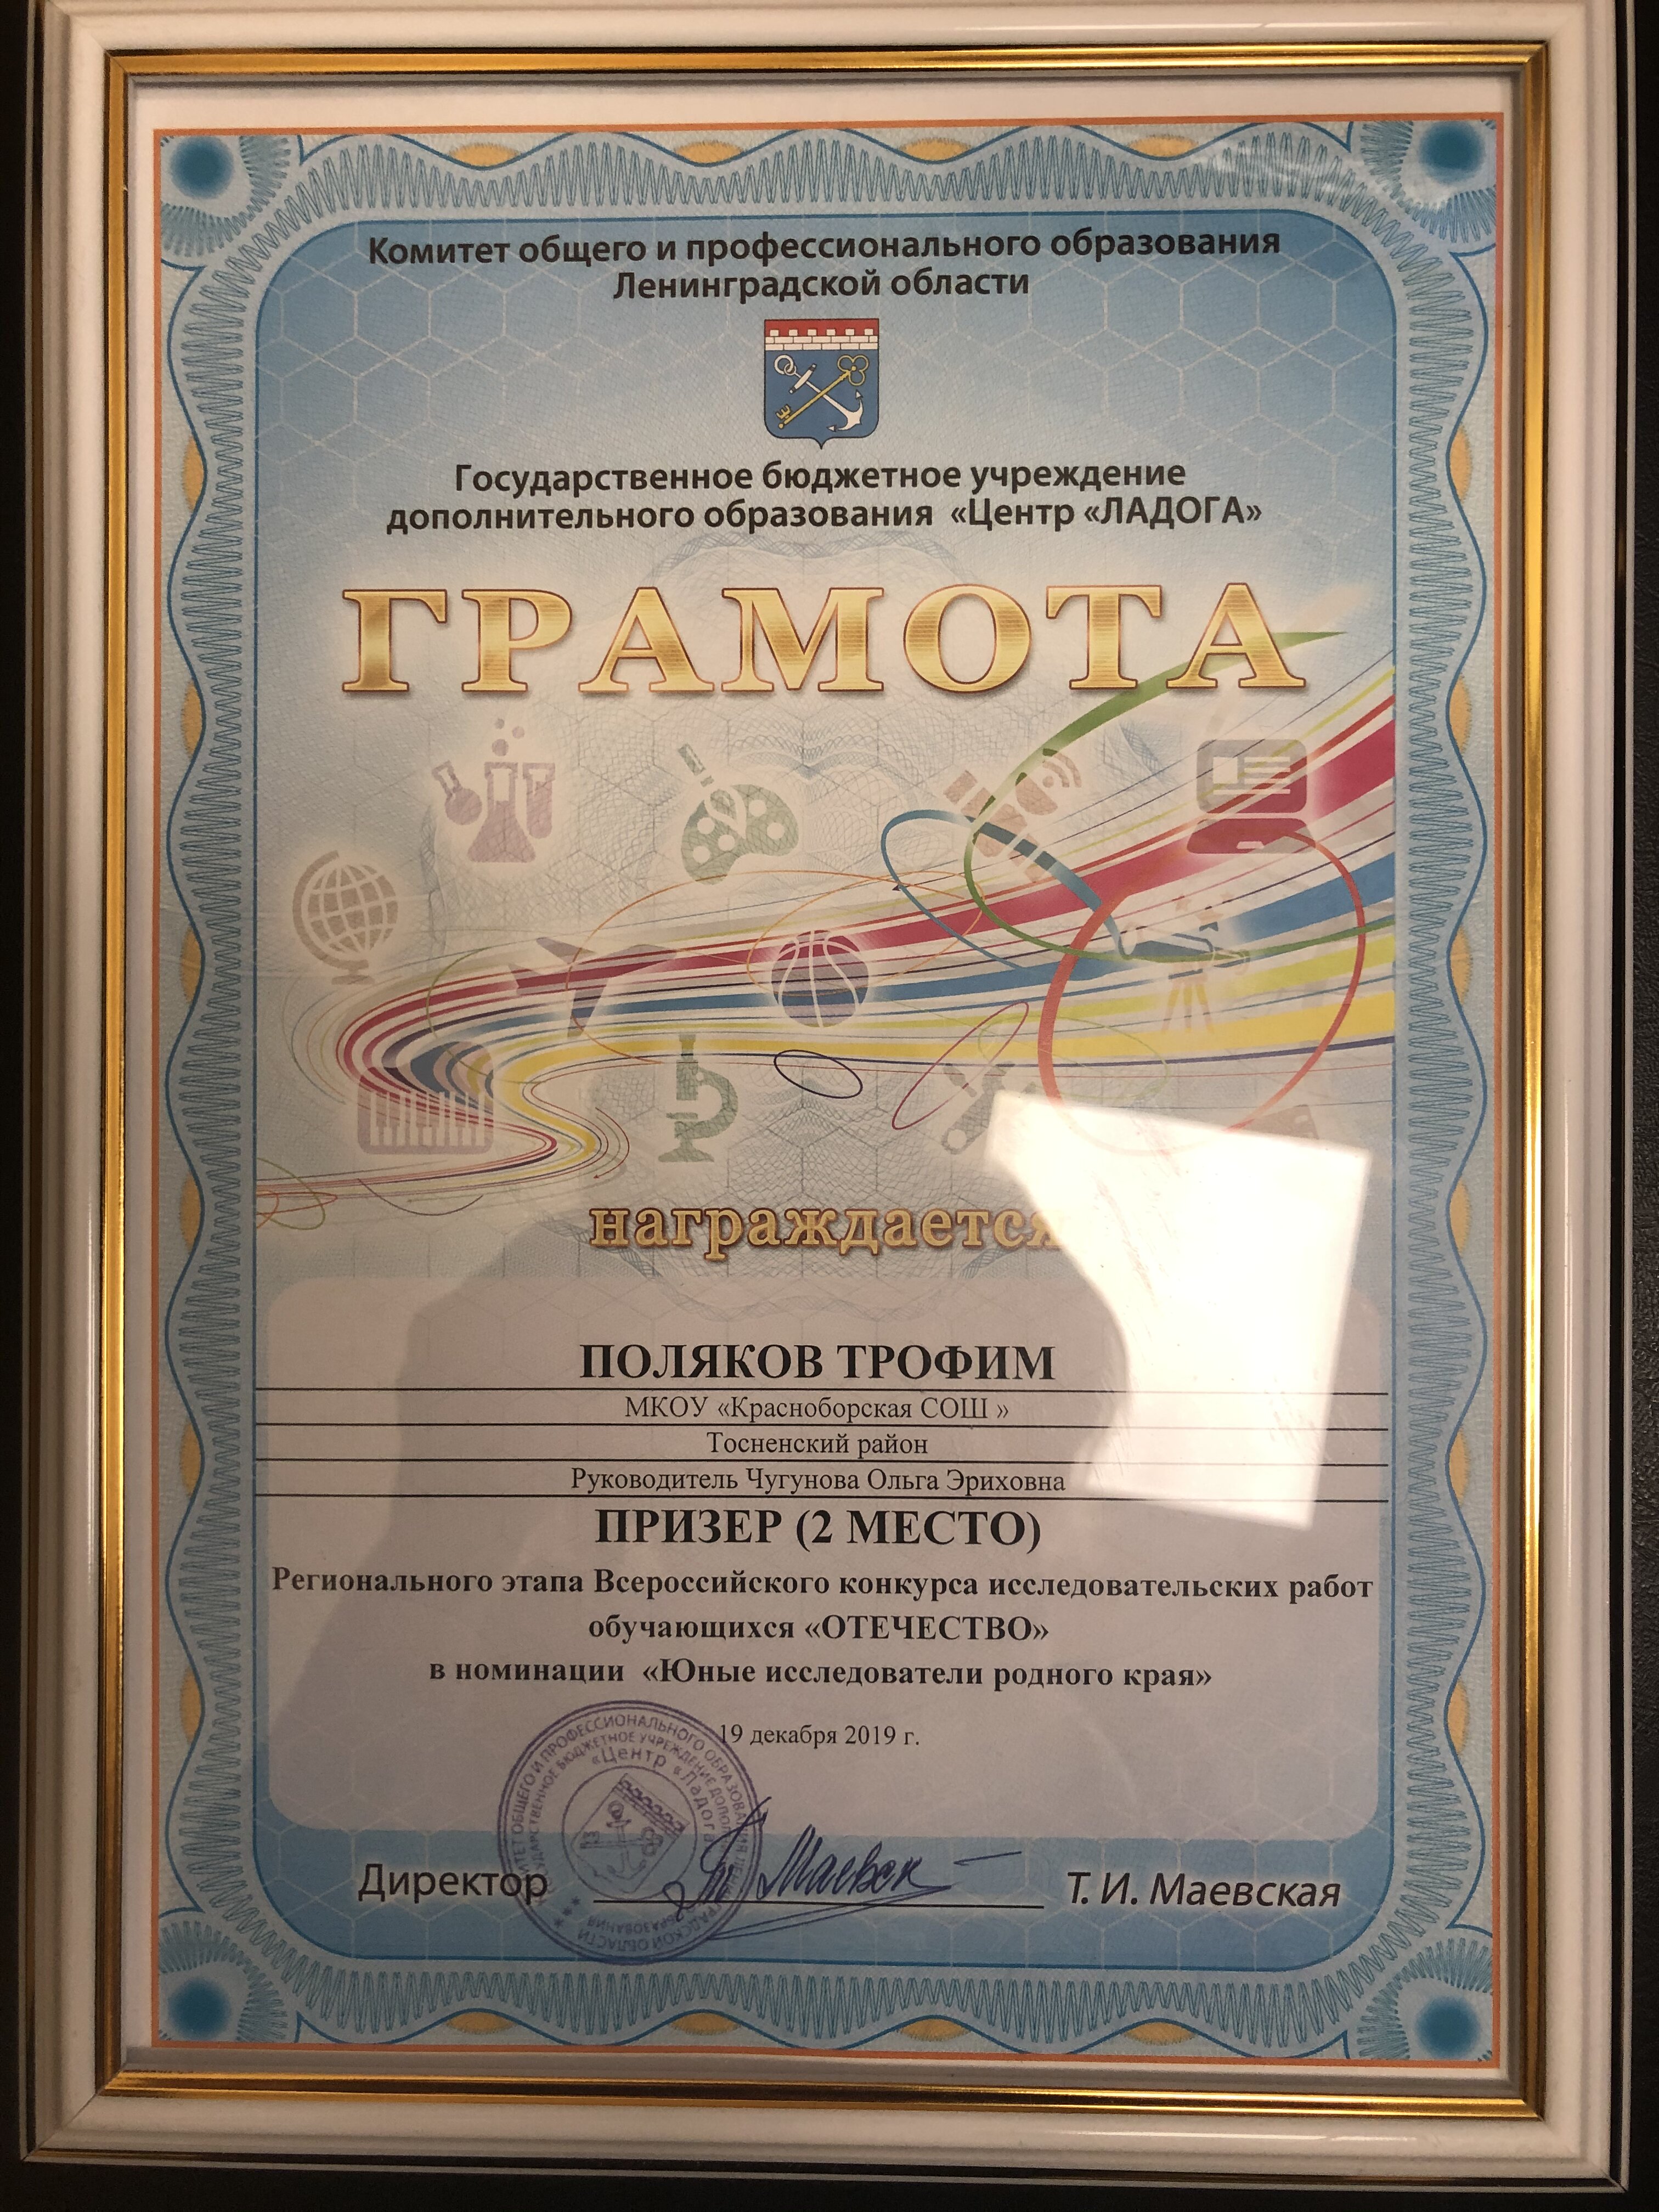 Комитет общего и профессионального образования
Ленинградской области
Государственное бюджетное учреждение
дополнительного образования «Центр «ЛАДОГА»
ГРАМОТА
награждается
ПОЛЯКОВ ТРОФИМ
МКОУ «Красноборская СОШ »
Тосненский район
Руководитель Чугунова Ольга Эриховна
ПРИЗЕР (2 МЕСТО)
Регионального этапа Всероссийского конкурса исследовательских работ
обучающихся «ОТЕЧЕСТВО»
в номинации «Юные исследователи родного края»
19 декабря 2019 г.
«Центр «Ладога
Директор
Т. И. Маевская